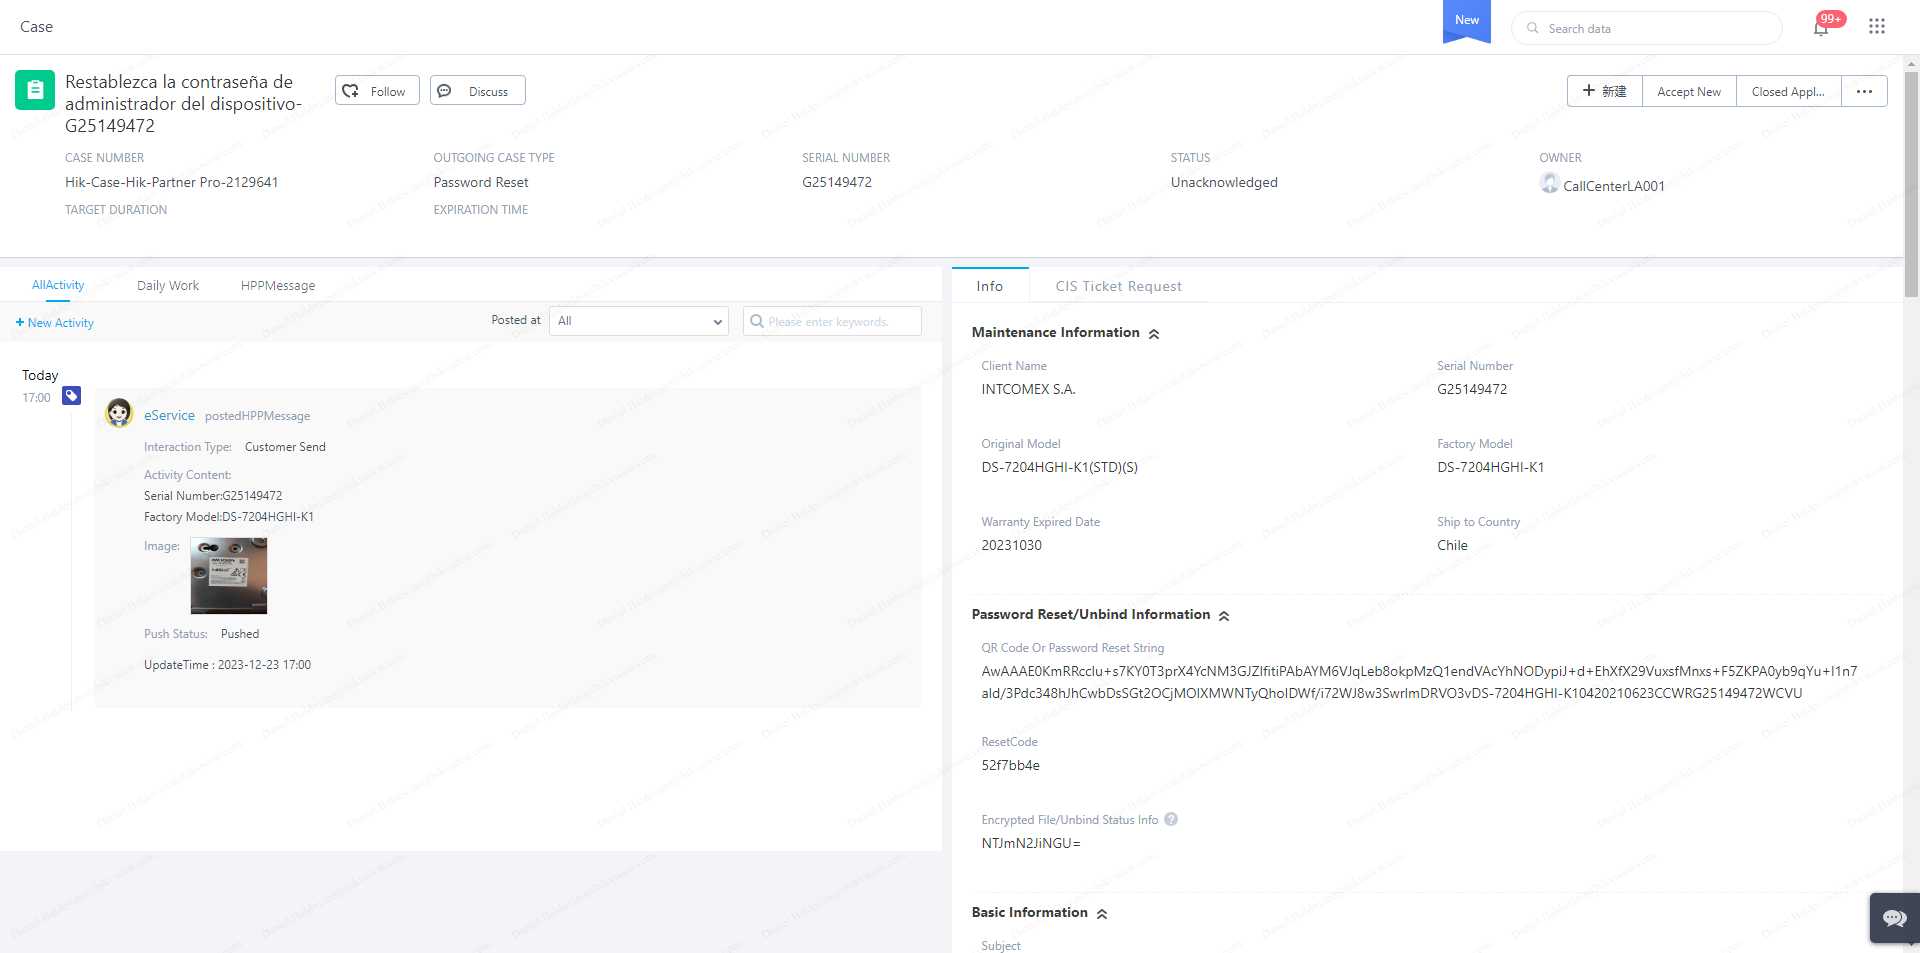 Case
New
Search data
99+
Restablezca la contraseña de
administrador del dispositivo-
G25149472
Follow
Discuss
新建
Accept New
Closed Appl...
CASE NUMBER
OUTGOING CASE TYPE
SERIAL NUMBER
STATUS
OWNER
Hik-Case-Hik-Partner Pro-2129641
Password Reset
G25149472
Unacknowledged
CallCenterLA001
TARGET DURATION
EXPIRATION TIME
AllActivity
Daily Work
HPPMessage
+ New Activity
Posted at
All
Please enter keywords.
Today
17:00
eService postedHPPMessage
Interaction Type: Customer Send
Activity Content:
Serial Number:G25149472
Factory Model:DS-7204HGHI-K1
Image:
Push Status: Pushed
UpdateTime : 2023-12-23 17:00
Info
CIS Ticket Request
Maintenance Information
Client Name
Serial Number
INTCOMEX S.A.
G25149472
Original Model
Factory Model
DS-7204HGHI-K1(STD)(S)
DS-7204HGHI-K1
Warranty Expired Date
Ship to Country
20231030
Chile
Password Reset/Unbind Information
QR Code Or Password Reset String
AwAAAE0KmRRcclu+s7KY0T3prX4YcNM3GJZIfitiPAbAYM6VJqLeb8okpMzQ1endVAcYhNODypiJ+d+EhXfX29VuxsfMnxs+F5ZKPA0yb9qYu+I1n7
ald/3Pdc348hJhCwbDsSGt2OCjMOIXMWNTyQhoIDWf/i72WJ8w3SwrlmDRVO3vDS-7204HGHI-K10420210623CCWRG25149472WCVU
ResetCode
52f7bb4e
Encrypted File/Unbind Status Info
NTJmN2JiNGU=
Basic Information
Subject